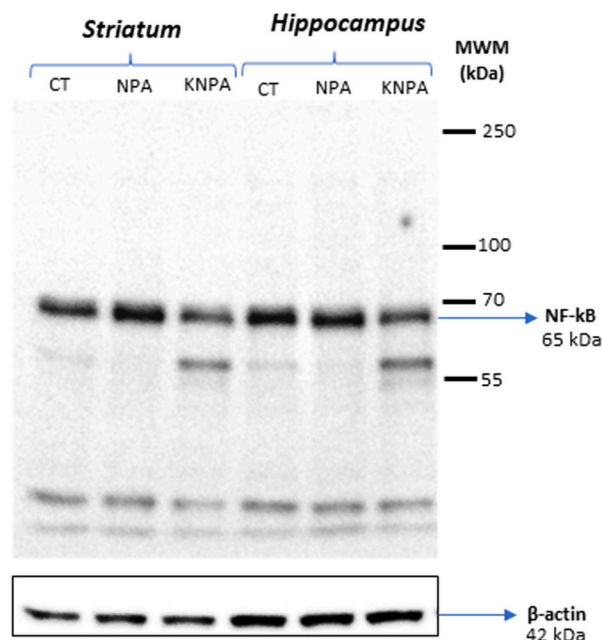 Striatum
Hippocampus
MWM
(kDa)
CT
NPA
KNPA
CT
NPA
KNPA
250
100
70
NF-kB
65 kDa
55
β-actin
42 kDa